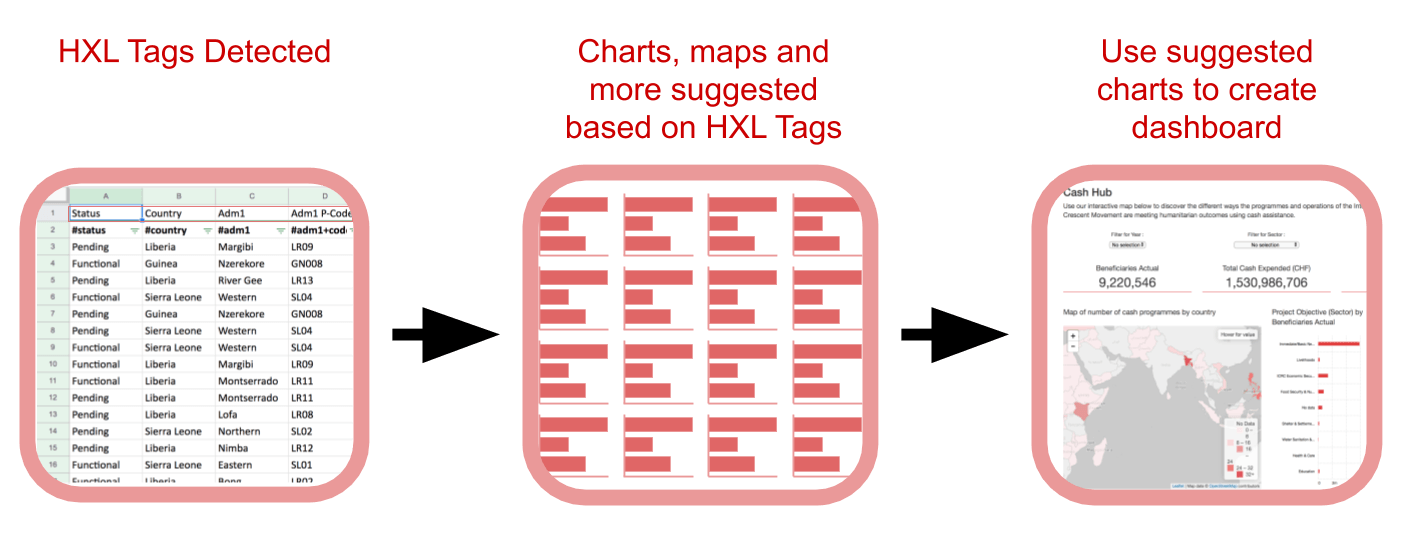 HXL Tags Detected
Charts, maps and
more suggested
based on HXL Tags
Use suggested
charts to create
dashboard
A B C D
1 Status Country Adm1 Adm1 P-Code
2 #status #country #adm1 #adm1+cod
3 Pending Liberia Margibi LR09
4 Functional Guinea Nzerekore GN008
5 Pending Liberia River Gee LR13
6 Functional Sierra Leone Western SL04
7 Pending Guinea Nzerekore GN008
8 Pending Sierra Leone Western SL04
9 Functional Sierra Leone Western SL04
10 Functional Liberia Margibi LR09
11 Functional Liberia Montserrado LR11
12 Pending Liberia Montserrado LR11
13 Pending Liberia Lofa LR08
14 Pending Sierra Leone Northern SL02
15 Pending Liberia Nimba LR12
16 Functional Sierra Leone Eastern SL01
Functional Liberia Bong LR02
Cash Hub
Use our interactive map below to discover the different ways the programmes and operations of the
Crescent Movement are meeting humanitarian outcomes using cash assistance.
Filter for Year : Filter for Sector :
No selection No selection
Beneficiaries Actual Total Cash Expended (CHF)
9,220,546 1,530,986,706
Map of number of cash programmes by country
Project Objective (Sector) by
Beneficiaries Actual
+
−
Hover for value
No Data
0 –
8
8 – 16
16
–
24
24 – 32
32+
Livelihoods
ICRC Economic Secu...
Food Security & Nu...
No data
Shelter & Settleme...
Water Sanitation &...
Health & Care
Education
0
Leaflet | Map data © OpenStreetMap contributors